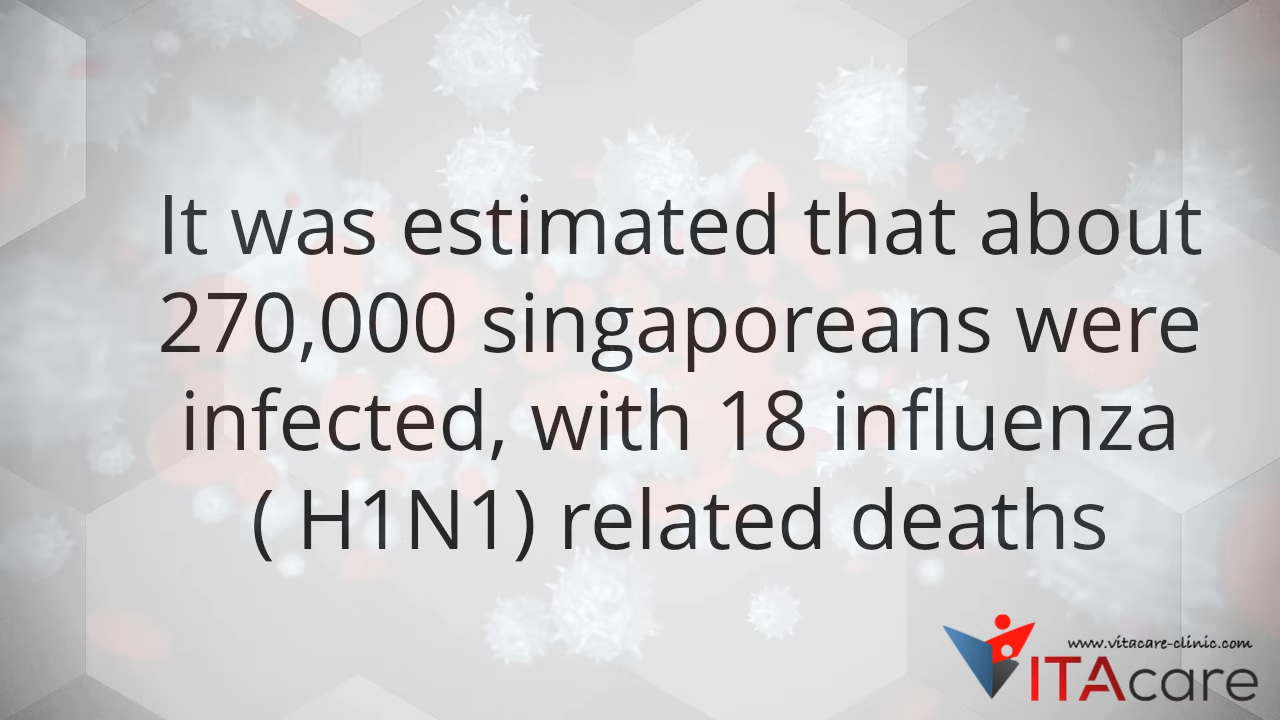 It was estimated that about
270,000 singaporeans were
infected, with 18 influenza
( H1N1) related deaths
www.vitacare-clinic.com
VITAcare